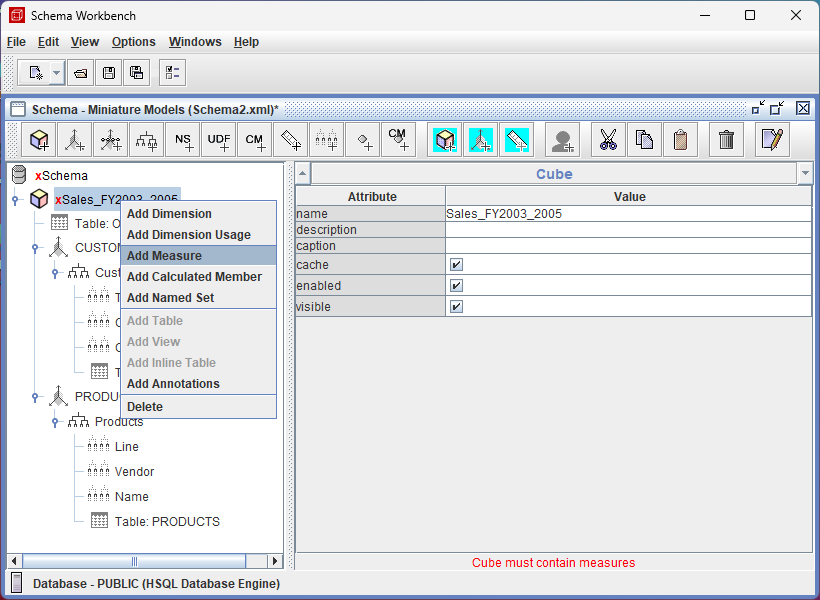 Schema Workbench
File Edit View Options Windows Help
Schema - Miniature Models (Schema2.xml)*
NS UDF CM CM
xSchema
xSales_FY2003_2005
Table: O
CUSTOM
Cust
T
C
C
T
PRODU
Products
Line
Vendor
Name
Table: PRODUCTS
Add Dimension
Add Dimension Usage
Add Measure
Add Calculated Member
Add Named Set
Add Table
Add View
Add Inline Table
Add Annotations
Delete
Cube
Attribute Value
name Sales_FY2003_2005
description
caption
cache
enabled
visible
Cube must contain measures
Database - PUBLIC (HSQL Database Engine)